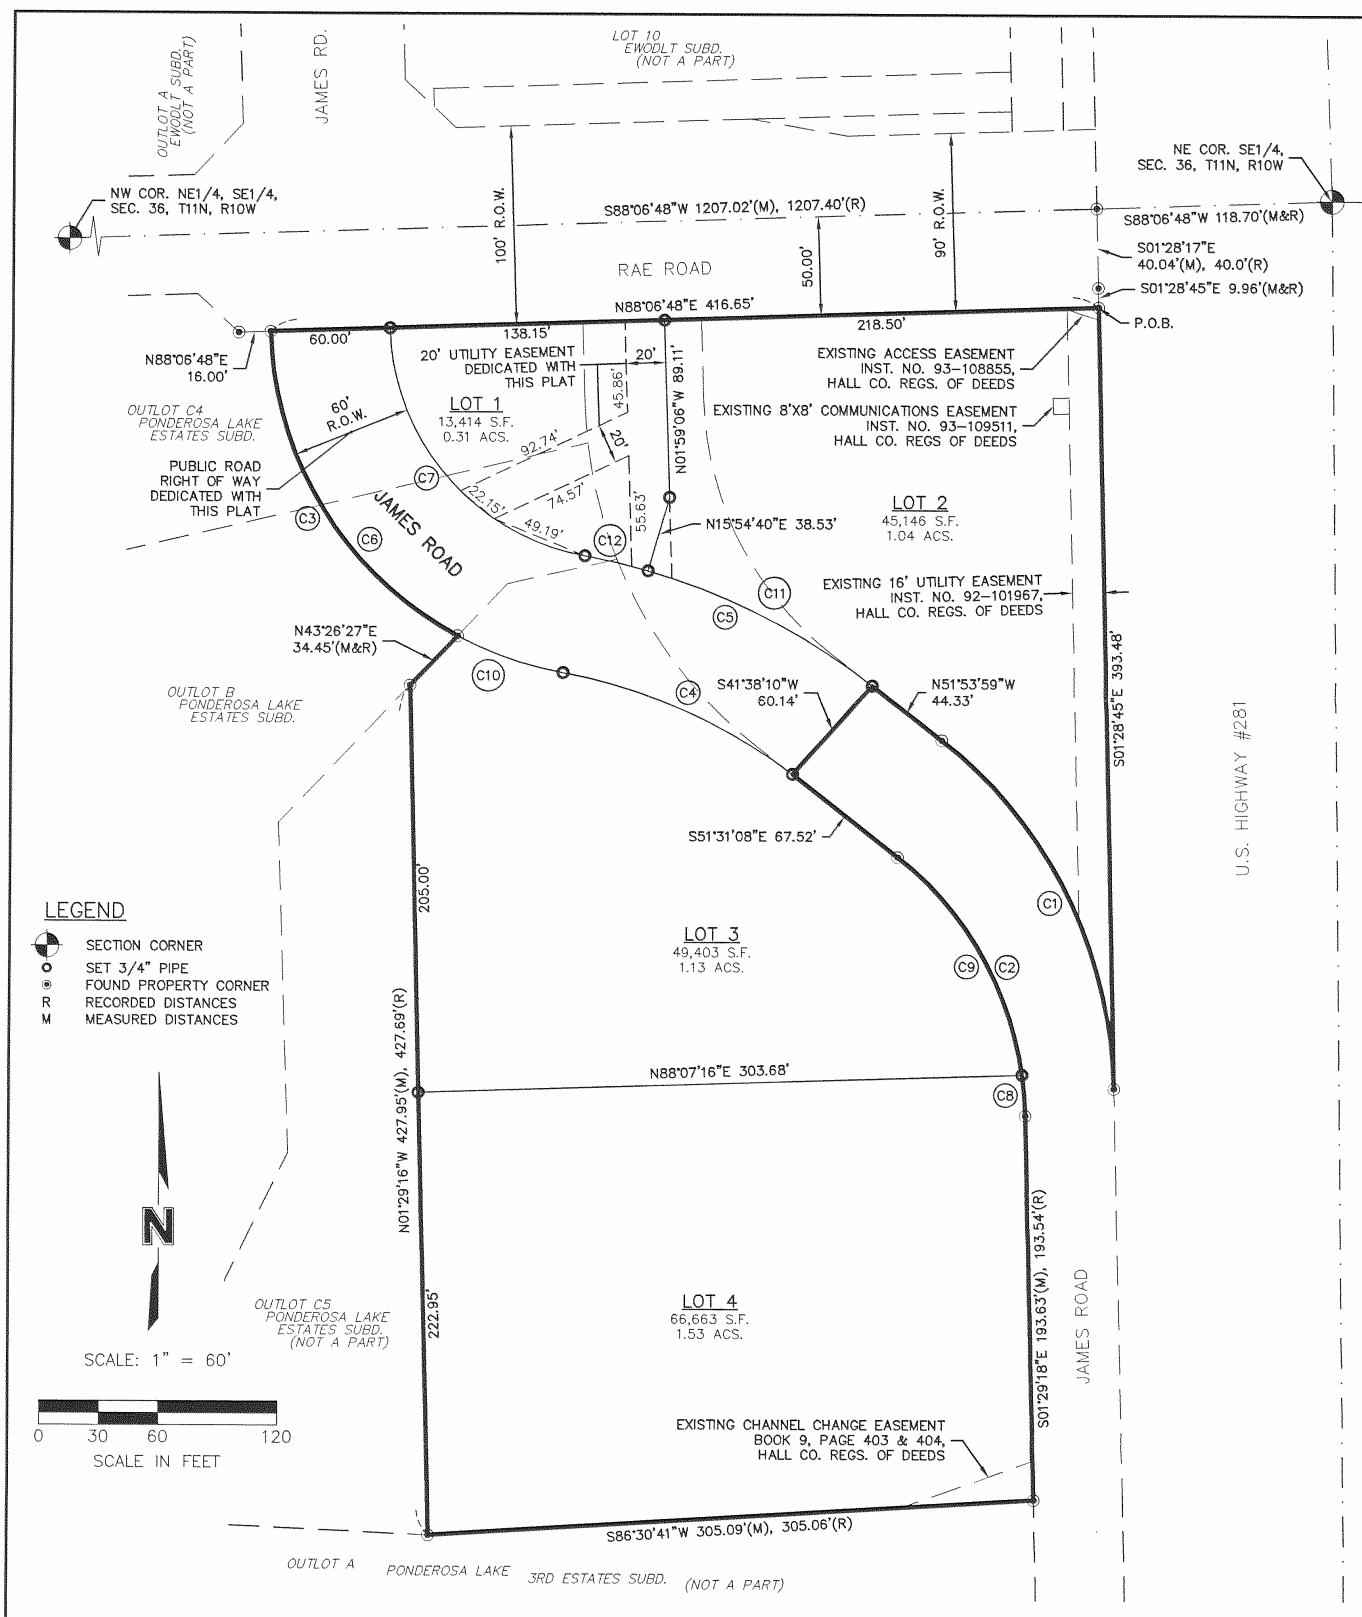 LOT 10
EWODLT SUBD.
(NOT A PART)
OUTLOT A
EWODLT SUBD.
(NOT A PART)
JAMES RD.
NW COR. NE1/4, SE1/4,
SEC. 36, T11N, R10W
NE COR. SE1/4,
SEC. 36, T11N, R10W
100' R.O.W.
S88°06'48"W 1207.02'(M), 1207.40'(R)
50.00'
90' R.O.W.
S88°06'48"W 118.70'(M&R)
S01°28'17"E
40.04'(M), 40.0'(R)
S01°28'45"E 9.96'(M&R)
P.O.B.
RAE ROAD
N88°06'48"E 416.65'
60.00'
138.15'
218.50'
N88°06'48"E
16.00'
20' UTILITY EASEMENT
DEDICATED WITH
THIS PLAT
20'
45.86'
N01°59'06"W 89.11'
EXISTING ACCESS EASEMENT
INST. NO. 93-108855,
HALL CO. REGS. OF DEEDS
EXISTING 8'X8' COMMUNICATIONS EASEMENT
INST. NO. 93-109511,
HALL CO. REGS OF DEEDS
OUTLOT C4
PONDEROSA LAKE
ESTATES SUBD.
60'
R.O.W.
LOT 1
13,414 S.F.
0.31 ACS.
92.74'
20'
PUBLIC ROAD
RIGHT OF WAY
DEDICATED WITH
THIS PLAT
C7
22.15'
74.57'
49.19'
55.63'
C3
C6
JAMES ROAD
C12
N15°54'40"E 38.53'
LOT 2
45,146 S.F.
1.04 ACS.
EXISTING 16' UTILITY EASEMENT
INST. NO. 92-101967,
HALL CO. REGS. OF DEEDS
C11
C5
N43°26'27"E
34.45'(M&R)
C10
C4
S41°38'10"W
60.14'
N51°53'59"W
44.33'
S01°28'45"E 393.48'
U.S. HIGHWAY #281
OUTLOT B
PONDEROSA LAKE
ESTATES SUBD.
S51°31'08"E 67.52'
205.00'
C1
LOT 3
49,403 S.F.
1.13 ACS.
C9
C2
LEGEND
SECTION CORNER
SET 3/4" PIPE
FOUND PROPERTY CORNER
R RECORDED DISTANCES
M MEASURED DISTANCES
N01°29'16"W 427.95'(M), 427.69'(R)
N88°07'16"E 303.68'
C8
N
222.95'
LOT 4
66,663 S.F.
1.53 ACS.
S01°29'18"E 193.63'(M), 193.54'(R)
JAMES ROAD
OUTLOT C5
PONDEROSA LAKE
ESTATES SUBD.
(NOT A PART)
SCALE: 1" = 60'
0 30 60 120
SCALE IN FEET
EXISTING CHANNEL CHANGE EASEMENT
BOOK 9, PAGE 403 & 404,
HALL CO. REGS. OF DEEDS
S86°30'41"W 305.09'(M), 305.06'(R)
OUTLOT A PONDEROSA LAKE 3RD ESTATES SUBD. (NOT A PART)